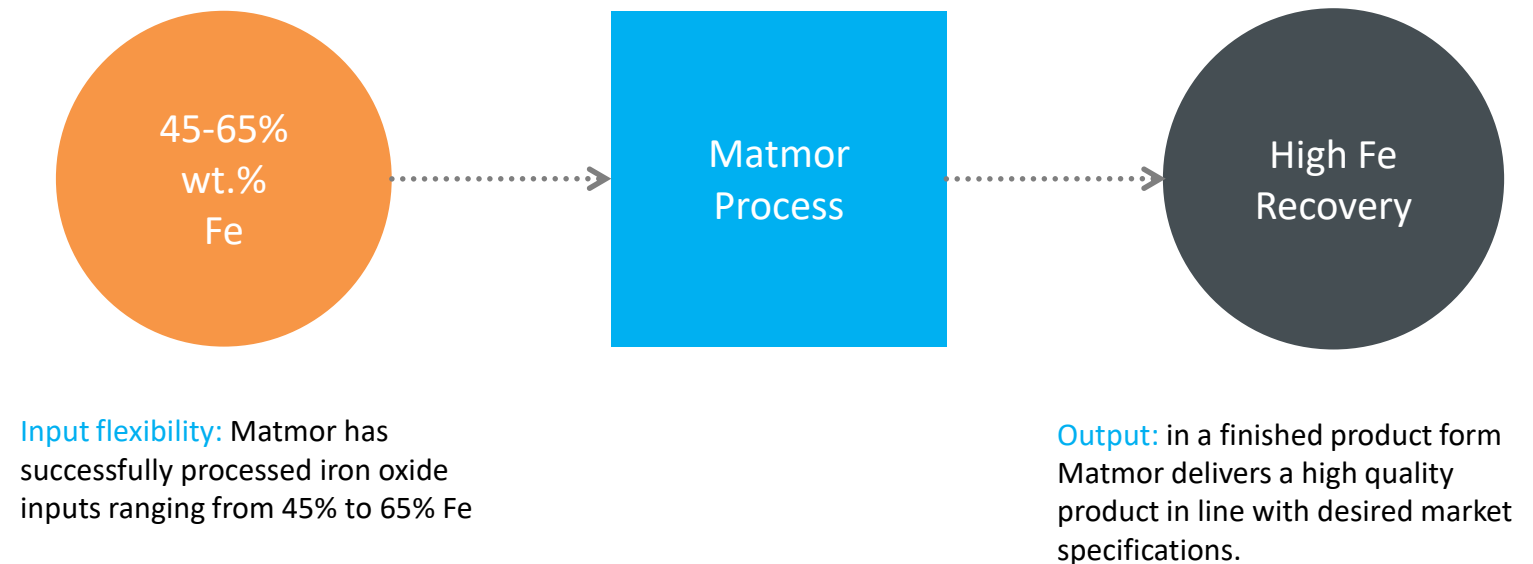 45-65%
wt.%
Fe
Matmor
Process
High Fe
Recovery
Input flexibility: Matmor has
successfully processed iron oxide
inputs ranging from 45% to 65% Fe
Output: in a finished product form
Matmor delivers a high quality
product in line with desired market
specifications.